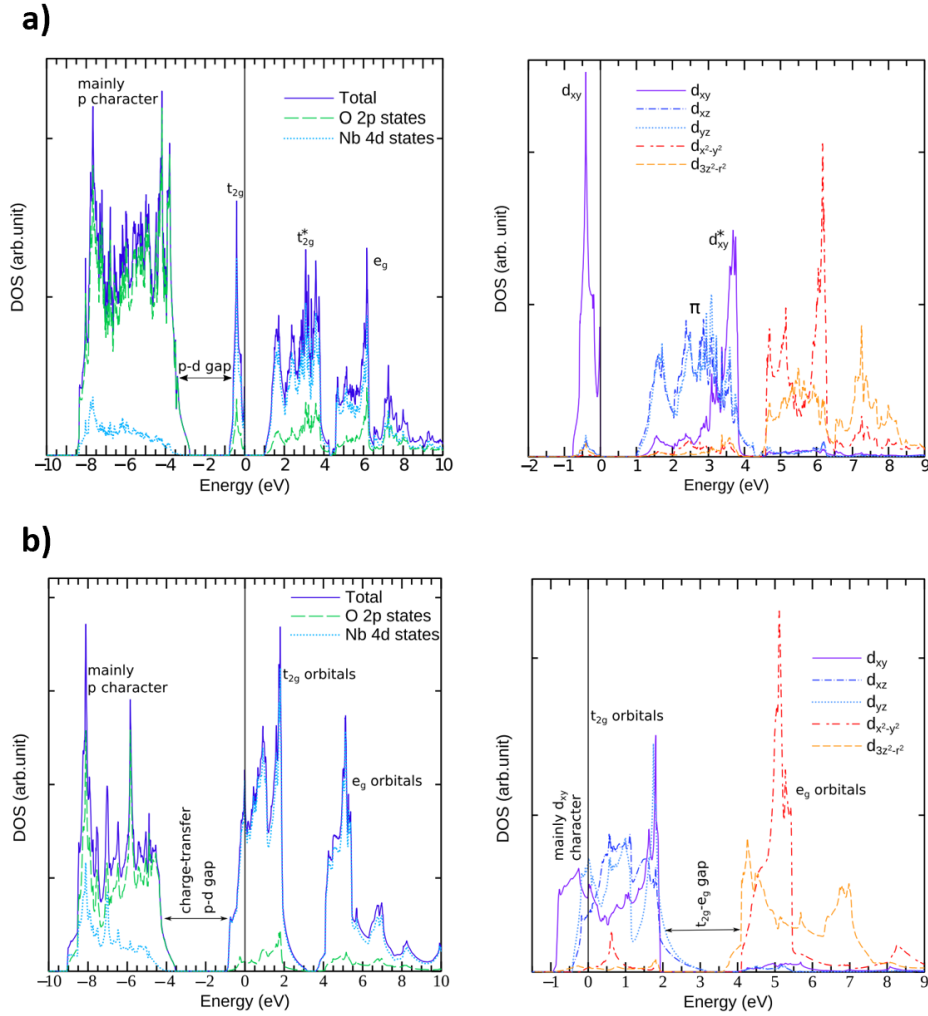 a)
mainly
p character
Total
O 2p states
Nb 4d states
t2g
t*2g
eg
p-d gap
DOS (arb.unit)
−10 −8 −6 −4 −2 0 2 4 6 8 10
Energy (eV)
dxy
dxy
dxz
dyz
dx²-y²
d3z²-r²
d*xy
π
DOS (arb.unit)
−2 −1 0 1 2 3 4 5 6 7 8 9
Energy (eV)
b)
Total
O 2p states
Nb 4d states
mainly
p character
t2g orbitals
eg orbitals
charge-transfer
p-d gap
DOS (arb.unit)
−10 −8 −6 −4 −2 0 2 4 6 8 10
Energy (eV)
dxy
dxz
dyz
dx²-y²
d3z²-r²
t2g orbitals
mainly dxy
character
eg orbitals
t2g-eg gap
DOS (arb.unit)
−1 0 1 2 3 4 5 6 7 8 9
Energy (eV)